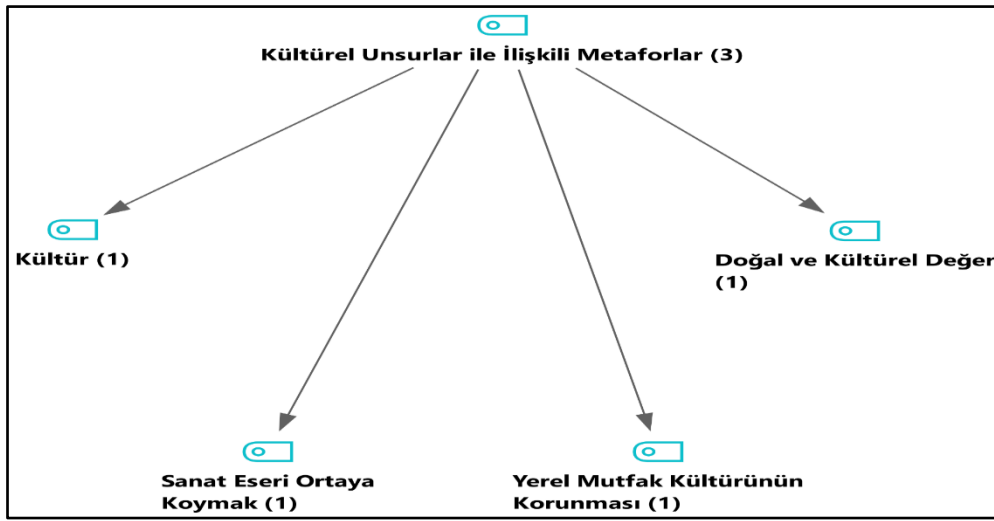 Kültürel Unsurlar ile İlişkili Metaforlar (3)
Kültür (1)
Doğal ve Kültürel Değer
(1)
Sanat Eseri Ortaya
Koymak (1)
Yerel Mutfak Kültürünün
Korunması (1)